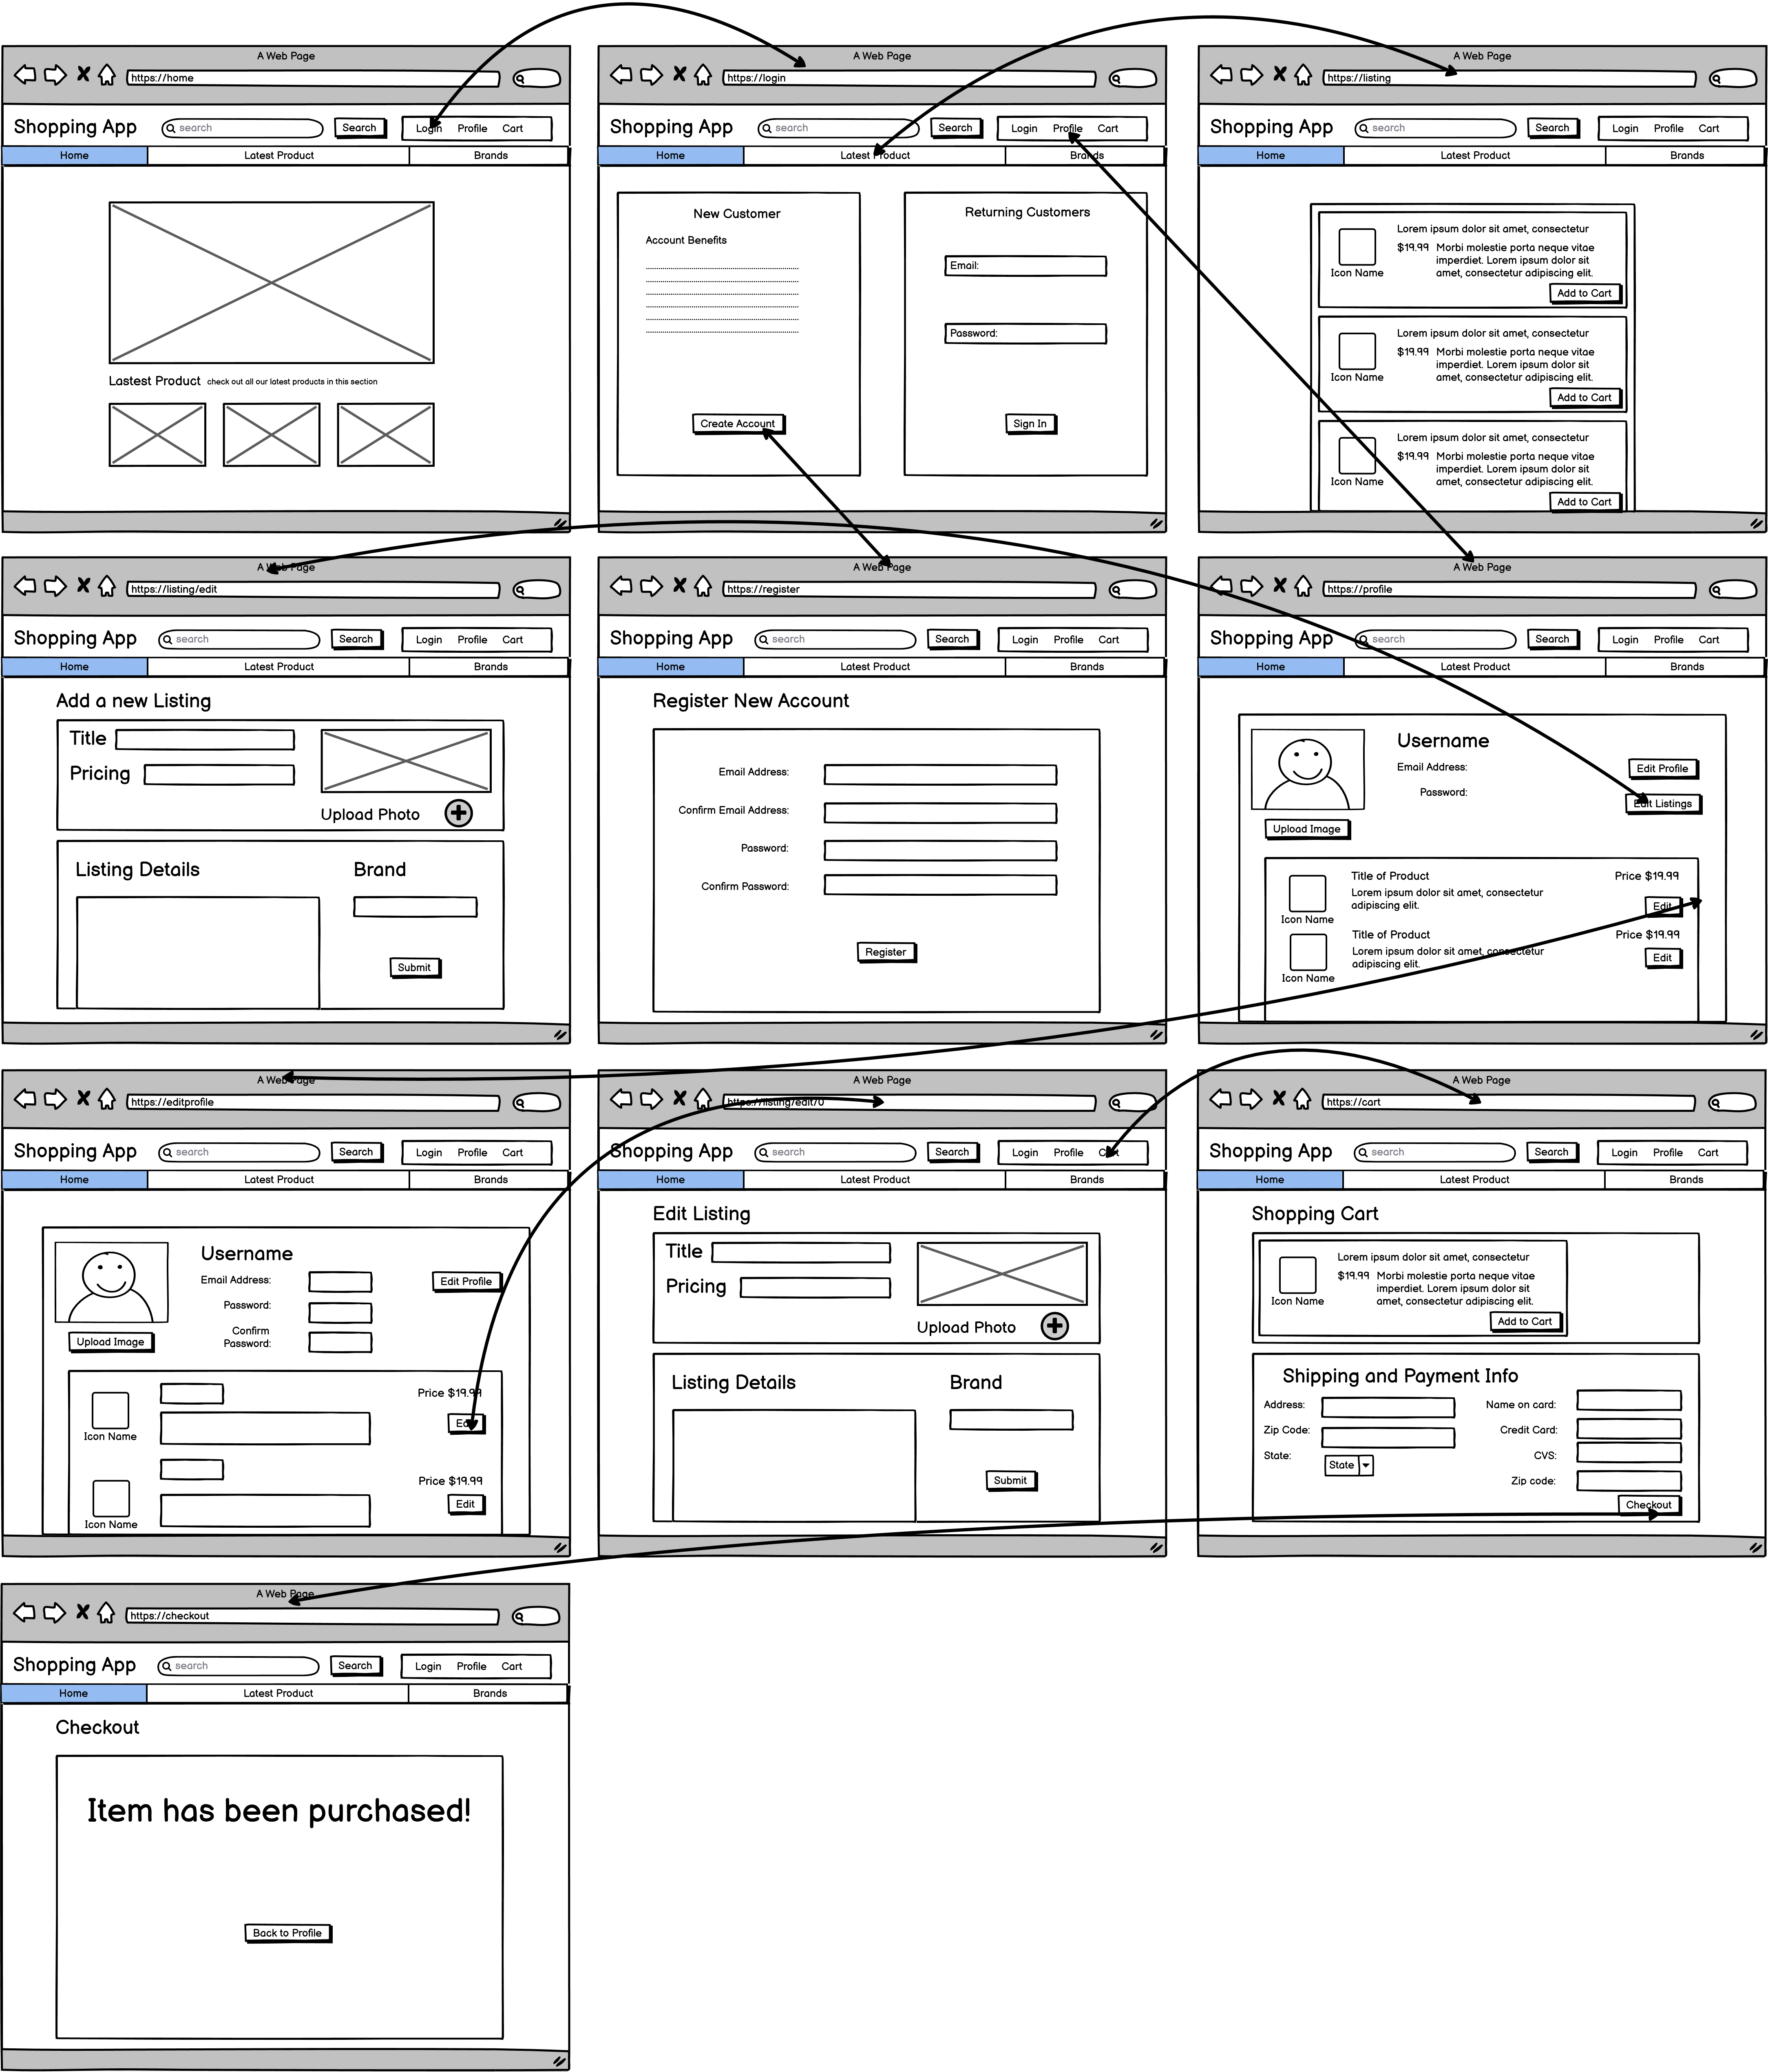 A Web Page
https://home
Shopping App search Search Login Profile Cart
Home Latest Product Brands
Lastest Product check out all our latest products in this section
A Web Page
https://login
Shopping App search Search Login Profile Cart
Home Latest Product Brands
New Customer
Account Benefits
Create Account
Returning Customers
Email:
Password:
Sign In
A Web Page
https://listing
Shopping App search Search Login Profile Cart
Home Latest Product Brands
Lorem ipsum dolor sit amet, consectetur
$19.99 Morbi molestie porta neque vitae
imperdiet. Lorem ipsum dolor sit
amet, consectetur adipiscing elit.
Icon Name
Add to Cart
Lorem ipsum dolor sit amet, consectetur
$19.99 Morbi molestie porta neque vitae
imperdiet. Lorem ipsum dolor sit
amet, consectetur adipiscing elit.
Icon Name
Add to Cart
Lorem ipsum dolor sit amet, consectetur
$19.99 Morbi molestie porta neque vitae
imperdiet. Lorem ipsum dolor sit
amet, consectetur adipiscing elit.
Icon Name
Add to Cart
A Web Page
https://listing/edit
Shopping App search Search Login Profile Cart
Home Latest Product Brands
Add a new Listing
Title
Pricing
Upload Photo
Listing Details Brand
Submit
A Web Page
https://register
Shopping App search Search Login Profile Cart
Home Latest Product Brands
Register New Account
Email Address:
Confirm Email Address:
Password:
Confirm Password:
Register
A Web Page
https://profile
Shopping App search Search Login Profile Cart
Home Latest Product Brands
Username
Email Address:
Password:
Edit Profile
Edit Listings
Upload Image
Title of Product Price $19.99
Lorem ipsum dolor sit amet, consectetur
adipiscing elit.
Edit
Icon Name
Title of Product Price $19.99
Lorem ipsum dolor sit amet, consectetur
adipiscing elit.
Edit
Icon Name
A Web Page
https://editprofile
Shopping App search Search Login Profile Cart
Home Latest Product Brands
Username
Email Address:
Edit Profile
Password:
Confirm
Password:
Upload Image
Price $19.99
Edit
Icon Name
Price $19.99
Edit
Icon Name
A Web Page
https://listing/edit/0
Shopping App search Search Login Profile Cart
Home Latest Product Brands
Edit Listing
Title
Pricing
Upload Photo
Listing Details Brand
Submit
A Web Page
https://cart
Shopping App search Search Login Profile Cart
Home Latest Product Brands
Shopping Cart
Lorem ipsum dolor sit amet, consectetur
$19.99 Morbi molestie porta neque vitae
imperdiet. Lorem ipsum dolor sit
amet, consectetur adipiscing elit.
Icon Name
Add to Cart
Shipping and Payment Info
Address: Name on card:
Zip Code: Credit Card:
State: State CVS:
Zip code:
Checkout
A Web Page
https://checkout
Shopping App search Search Login Profile Cart
Home Latest Product Brands
Checkout
Item has been purchased!
Back to Profile